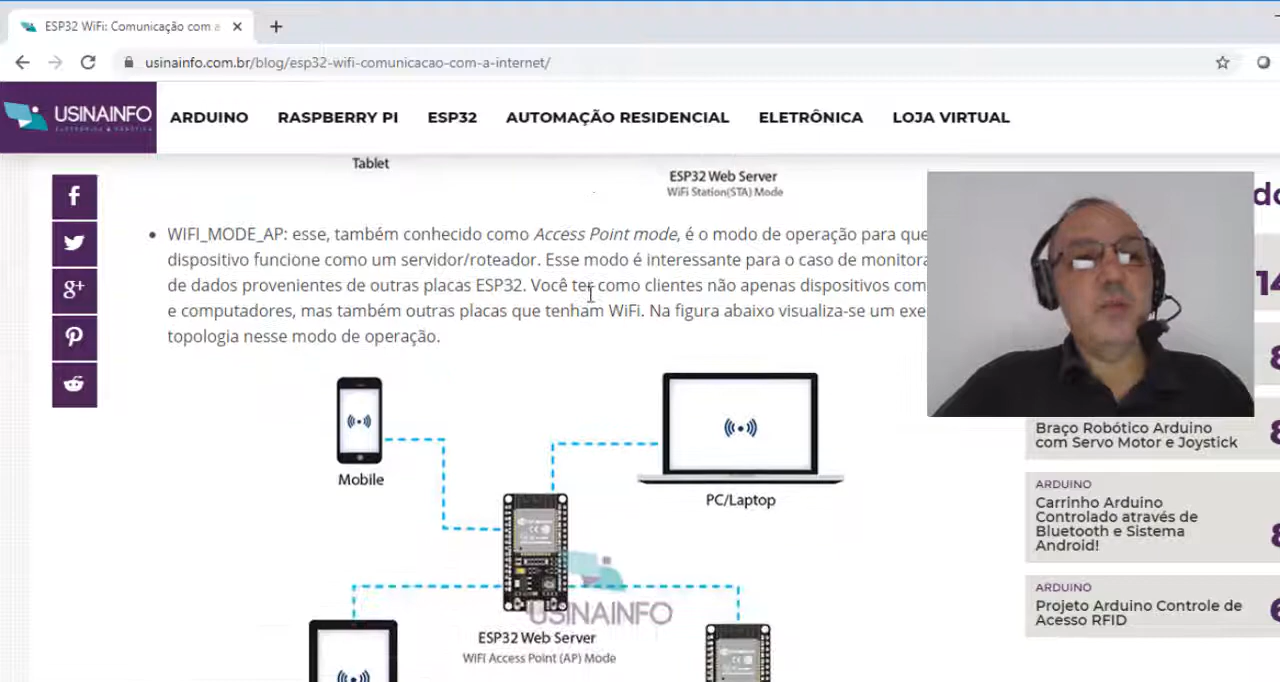 ESP32 WiFi: Comunicação com a
usinainfo.com.br/blog/esp32-wifi-comunicacao-com-a-internet/
USINAINFO
ELETRÔNICA & ROBÓTICA
ARDUINO RASPBERRY PI ESP32 AUTOMAÇÃO RESIDENCIAL ELETRÔNICA LOJA VIRTUAL
Tablet
ESP32 Web Server
WiFi Station(STA) Mode
WIFI_MODE_AP: esse, também conhecido como Access Point mode, é o modo de operação para que
dispositivo funcione como um servidor/roteador. Esse modo é interessante para o caso de monitora
de dados provenientes de outras placas ESP32. Você ter como clientes não apenas dispositivos com
e computadores, mas também outras placas que tenham WiFi. Na figura abaixo visualiza-se um exe
topologia nesse modo de operação.
Mobile
PC/Laptop
USINAINFO
ESP32 Web Server
WiFi Access Point (AP) Mode
14
Braço Robótico Arduino
com Servo Motor e Joystick
ARDUINO
Carrinho Arduino
Controlado através de
Bluetooth e Sistema
Android!
ARDUINO
Projeto Arduino Controle de
Acesso RFID